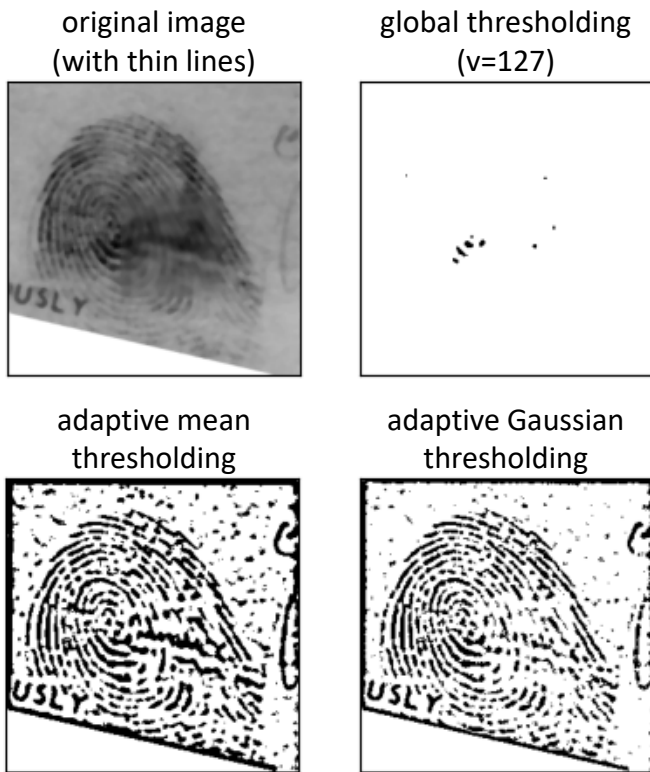 original image
(with thin lines)
global thresholding
(v=127)
USLY
adaptive mean
thresholding
adaptive Gaussian
thresholding
USLY
USLY